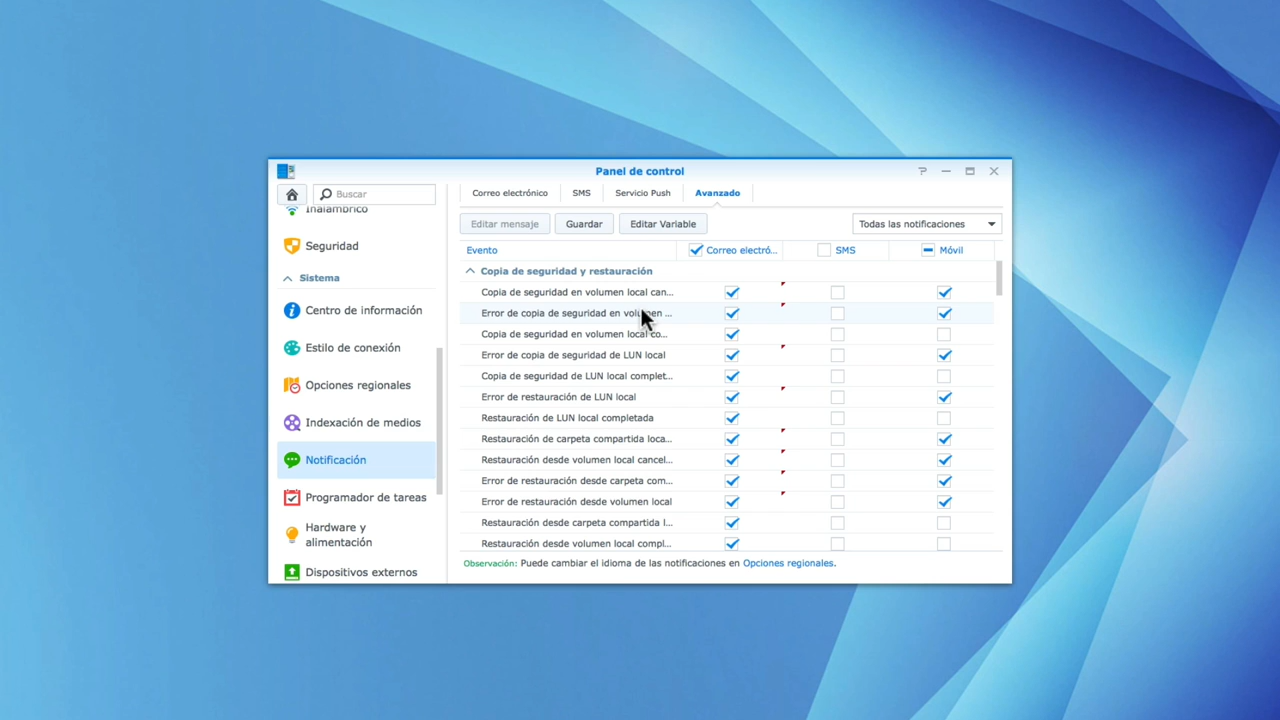 Panel de control
Buscar
Correo electrónico
SMS
Servicio Push
Avanzado
Inalámbrico
Seguridad
Sistema
Centro de información
Estilo de conexión
Opciones regionales
Indexación de medios
Notificación
Programador de tareas
Hardware y
alimentación
Dispositivos externos
Editar mensaje
Guardar
Editar Variable
Todas las notificaciones
Evento
Correo electró...
SMS
Móvil
Copia de seguridad y restauración
Copia de seguridad en volumen local can...
Error de copia de seguridad en volumen ...
Copia de seguridad en volumen local co...
Error de copia de seguridad de LUN local
Copia de seguridad de LUN local complet...
Error de restauración de LUN local
Restauración de LUN local completada
Restauración de carpeta compartida loca...
Restauración desde volumen local cancel...
Error de restauración desde carpeta com...
Error de restauración desde volumen local
Restauración desde carpeta compartida l...
Restauración desde volumen local compl...
Observación: Puede cambiar el idioma de las notificaciones en Opciones regionales.